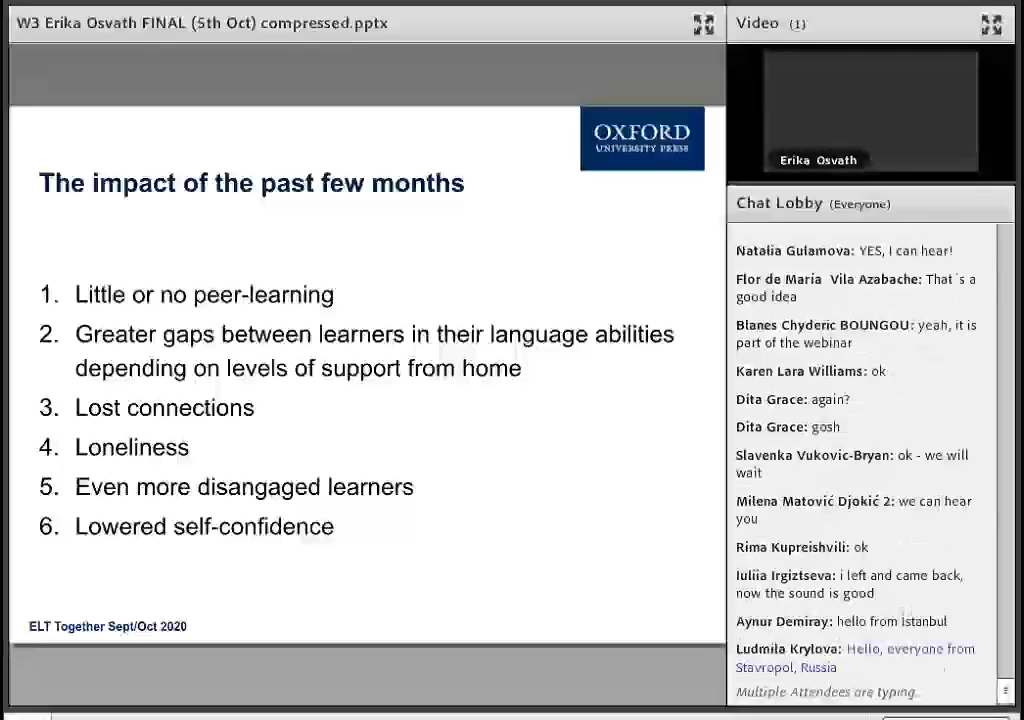 W3 Erika Osvath FINAL (5th Oct) compressed.pptx
OXFORD
UNIVERSITY PRESS
The impact of the past few months
1. Little or no peer-learning
2. Greater gaps between learners in their language abilities
depending on levels of support from home
3. Lost connections
4. Loneliness
5. Even more disangaged learners
6. Lowered self-confidence
ELT Together Sept/Oct 2020
Video (1)
Erika Osvath
Chat Lobby (Everyone)
Natalia Gulamova: YES, I can hear!
Flor de María Vila Azabache: That´s a
good idea
Blanes Chyderic BOUNGOU: yeah, it is
part of the webinar
Karen Lara Williams: ok
Dita Grace: again?
Dita Grace: gosh
Slavenka Vukovic-Bryan: ok - we will
wait
Milena Matović Djokić 2: we can hear
you
Rima Kupreishvili: ok
Iuliia Irgiztseva: i left and came back,
now the sound is good
Aynur Demiray: hello from istanbul
Ludmila Krylova: Hello, everyone from
Stavropol, Russia
Multiple Attendees are typing.